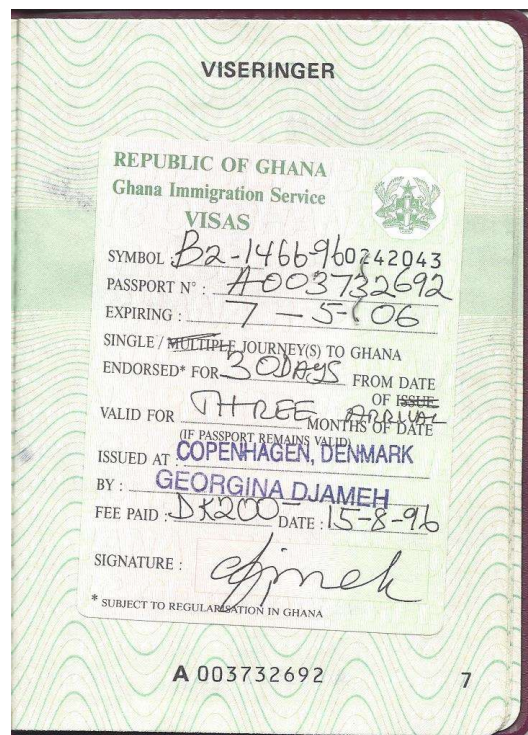 VISERINGER
REPUBLIC OF GHANA
Ghana Immigration Service
VISAS
SYMBOL : B2-1466-96 0242043
PASSPORT N° : A003732692
EXPIRING : 7-5-06
SINGLE / MULTIPLE JOURNEY(S) TO GHANA
ENDORSED* FOR 30DAYS FROM DATE
OF ISSUE
ARRIVAL
VALID FOR THREE MONTHS OF DATE
(IF PASSPORT REMAINS VALID)
ISSUED AT : COPENHAGEN, DENMARK
BY : GEORGINA DJAMEH
FEE PAID : DK200- DATE : 15-8-96
SIGNATURE :
* SUBJECT TO REGULARISATION IN GHANA
A 003732692
7